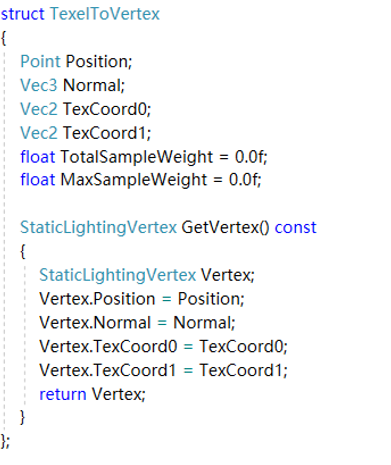 struct TexelToVertex
{
    Point Position;
    Vec3 Normal;
    Vec2 TexCoord0;
    Vec2 TexCoord1;
    float TotalSampleWeight = 0.0f;
    float MaxSampleWeight = 0.0f;

    StaticLightingVertex GetVertex() const
    {
        StaticLightingVertex Vertex;
        Vertex.Position = Position;
        Vertex.Normal = Normal;
        Vertex.TexCoord0 = TexCoord0;
        Vertex.TexCoord1 = TexCoord1;
        return Vertex;
    }
};